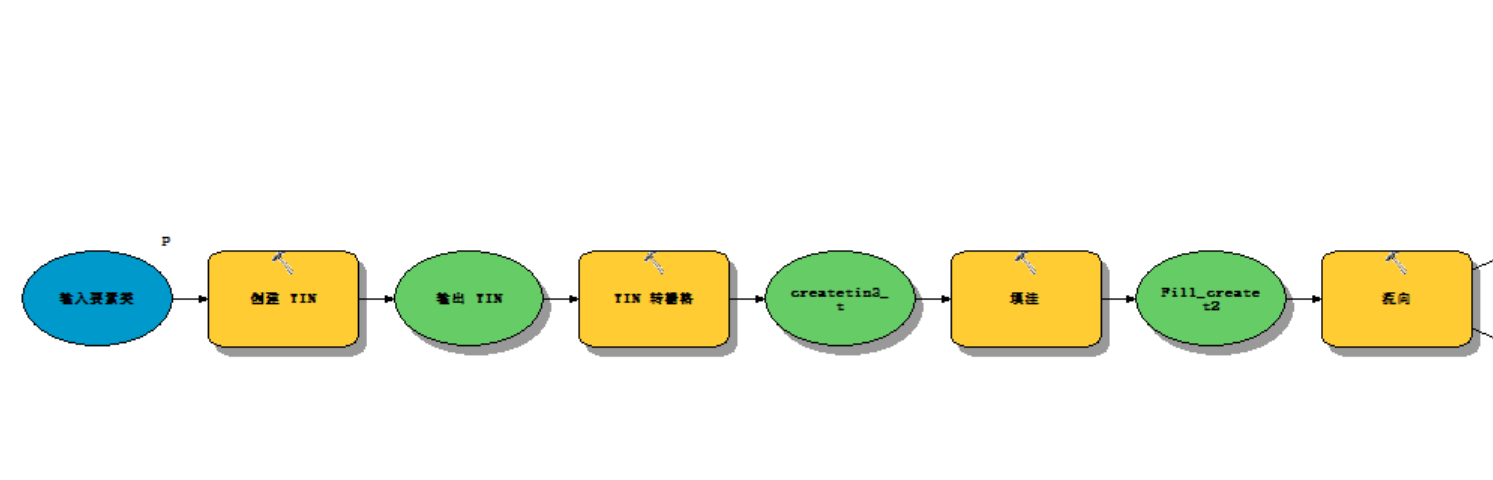 P
输入要素类
创建 TIN
输出 TIN
TIN 转栅格
createtin3_
t
填洼
Fill_create
t2
流向